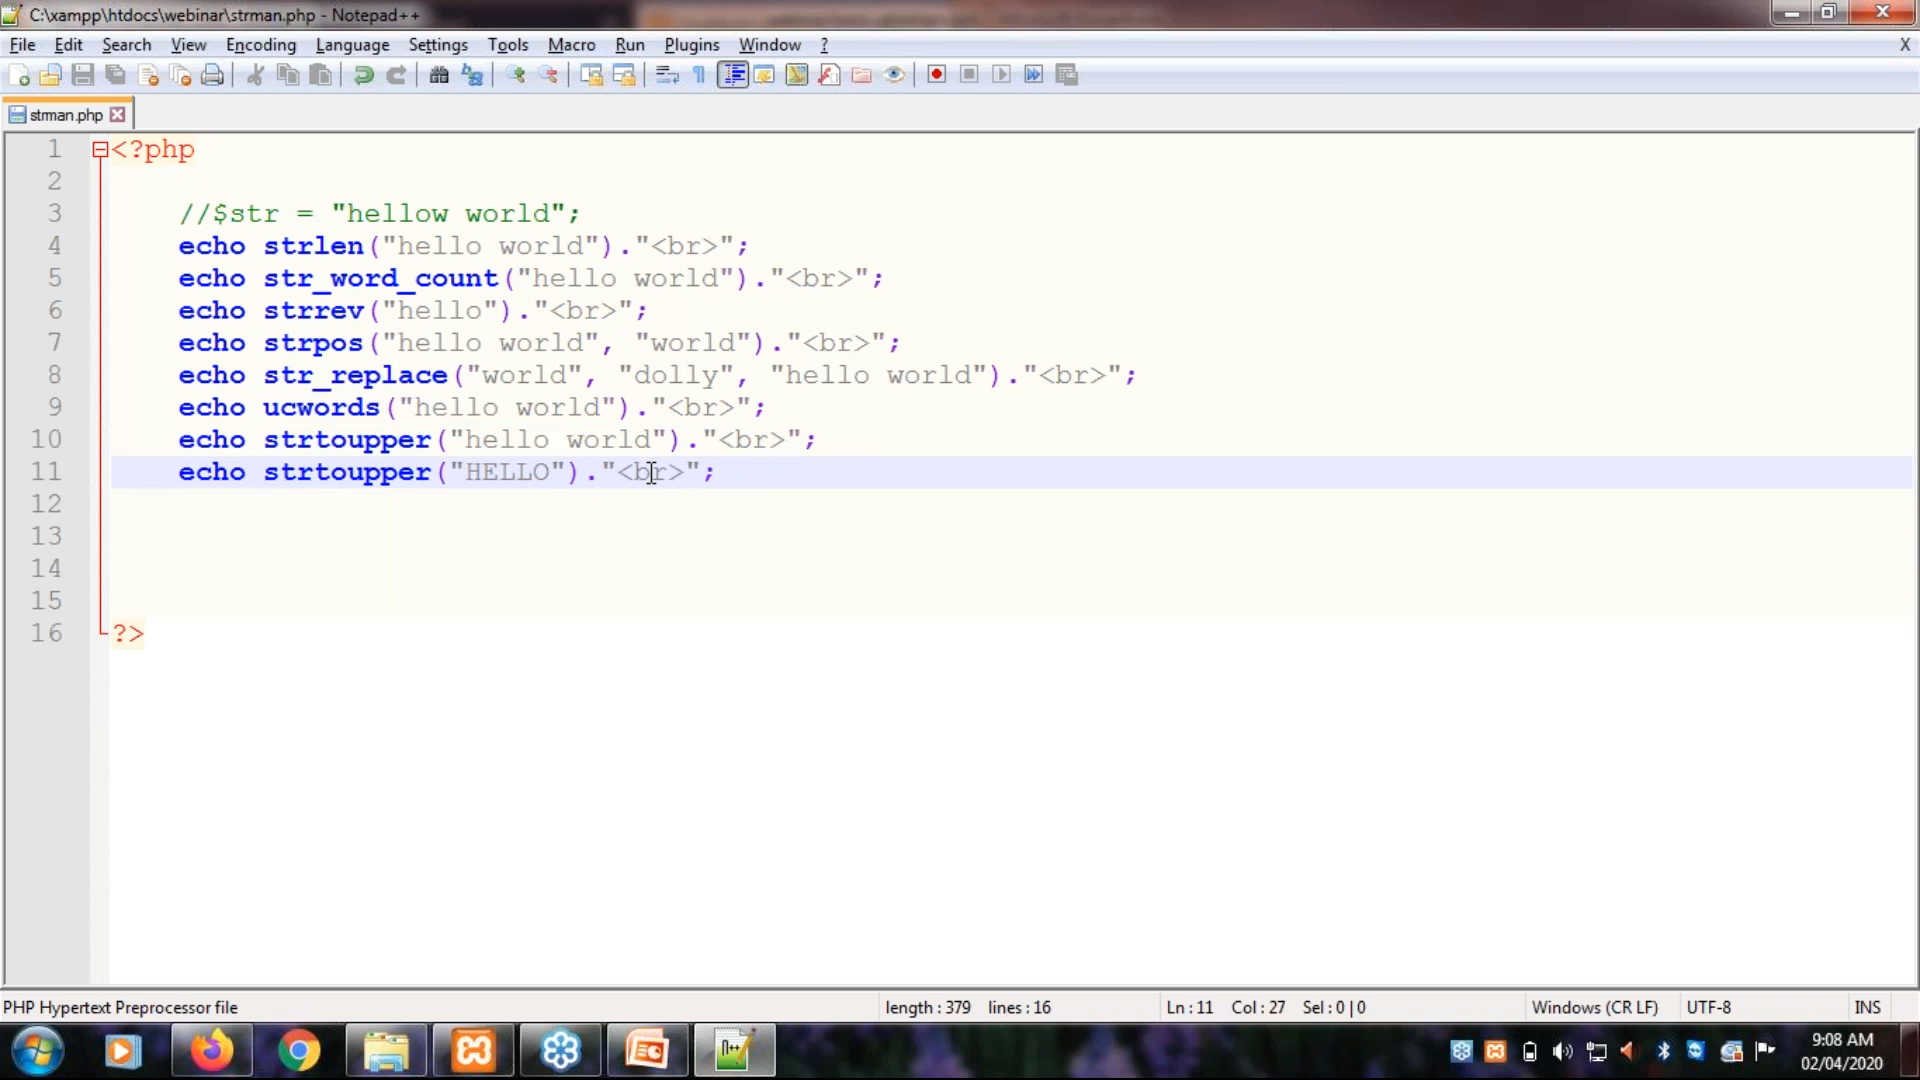 C:\xampp\htdocs\webinar\strman.php - Notepad++
File Edit Search View Encoding Language Settings Tools Macro Run Plugins Window ? X
strman.php
1 <?php
2
3 //$str = "hellow world";
4 echo strlen("hello world")."<br>";
5 echo str_word_count("hello world")."<br>";
6 echo strrev("hello")."<br>";
7 echo strpos("hello world", "world")."<br>";
8 echo str_replace("world", "dolly", "hello world")."<br>";
9 echo ucwords("hello world")."<br>";
10 echo strtoupper("hello world")."<br>";
11 echo strtoupper("HELLO")."<br>";
12
13
14
15
16 ?>
PHP Hypertext Preprocessor file length : 379 lines : 16 Ln : 11 Col : 27 Sel : 0 | 0 Windows (CR LF) UTF-8 INS
9:08 AM
02/04/2020